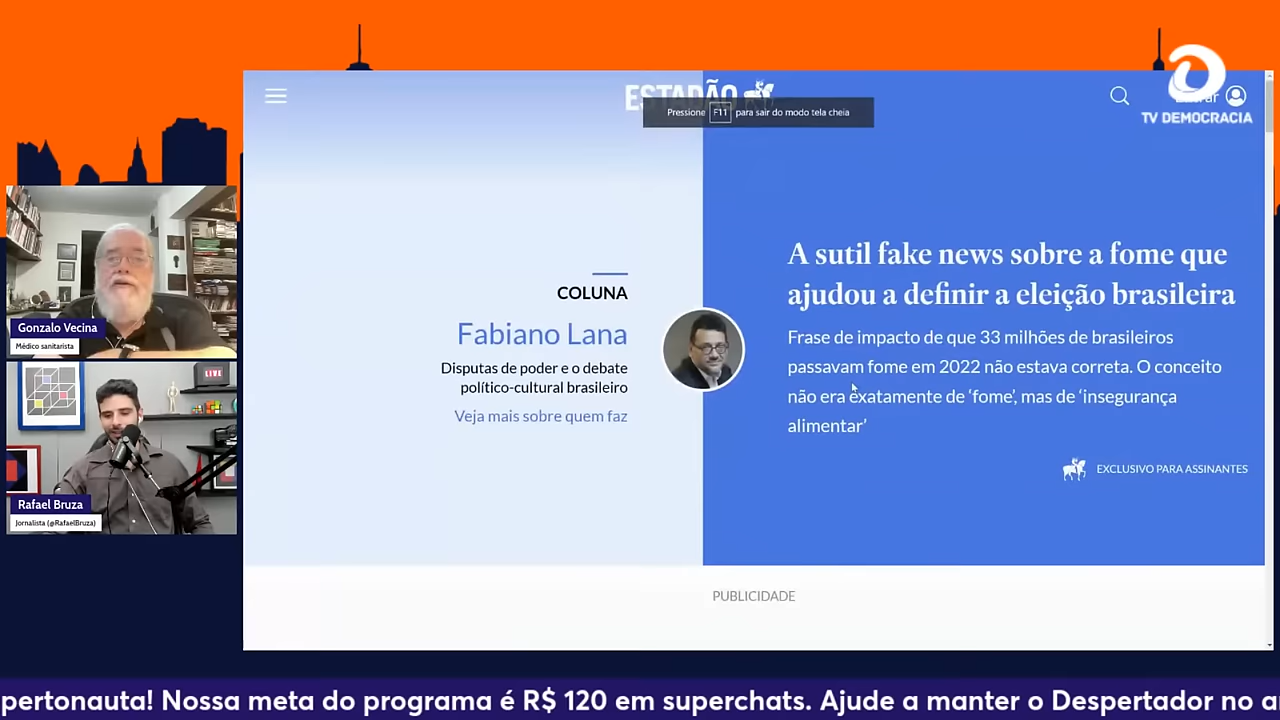 ESTADÃO
Pressione F11 para sair do modo tela cheia
TV DEMOCRACIA
COLUNA
Fabiano Lana
Disputas de poder e o debate
político-cultural brasileiro
Veja mais sobre quem faz
A sutil fake news sobre a fome que
ajudou a definir a eleição brasileira
Frase de impacto de que 33 milhões de brasileiros
passavam fome em 2022 não estava correta. O conceito
não era exatamente de ‘fome’, mas de ‘insegurança
alimentar’
EXCLUSIVO PARA ASSINANTES
PUBLICIDADE
Gonzalo Vecina
Médico sanitarista
LIVE
Rafael Bruza
Jornalista (@RafaelBruza)
pertonauta! Nossa meta do programa é R$ 120 em superchats. Ajude a manter o Despertador no a